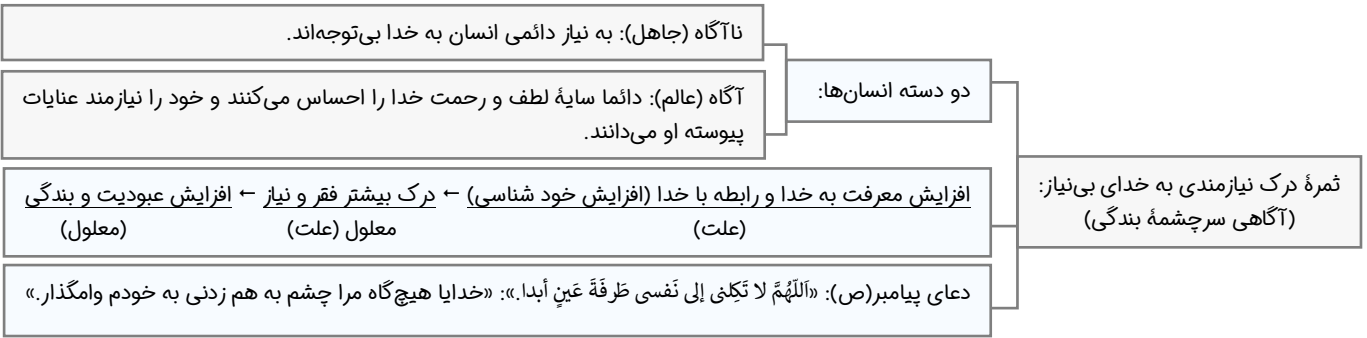 ثمرۀ درک نیازمندی به خدای بی‌نیاز:
(آگاهی سرچشمۀ بندگی)
دو دسته انسان‌ها:
ناآگاه (جاهل): به نیاز دائمی انسان به خدا بی‌توجه‌اند.
آگاه (عالم): دائما سایۀ لطف و رحمت خدا را احساس می‌کنند و خود را نیازمند عنایات
پیوسته او می‌دانند.
افزایش معرفت به خدا و رابطه با خدا (افزایش خود شناسی) ← درک بیشتر فقر و نیاز ← افزایش عبودیت و بندگی
(علت) معلول (علت) (معلول)
دعای پیامبر(ص): «اَللّهُمَّ لا تَکِلنی إلی نَفسی طَرفَةَ عَینٍ أبدا.»: «خدایا هیچ‌گاه مرا چشم به هم زدنی به خودم وامگذار.»